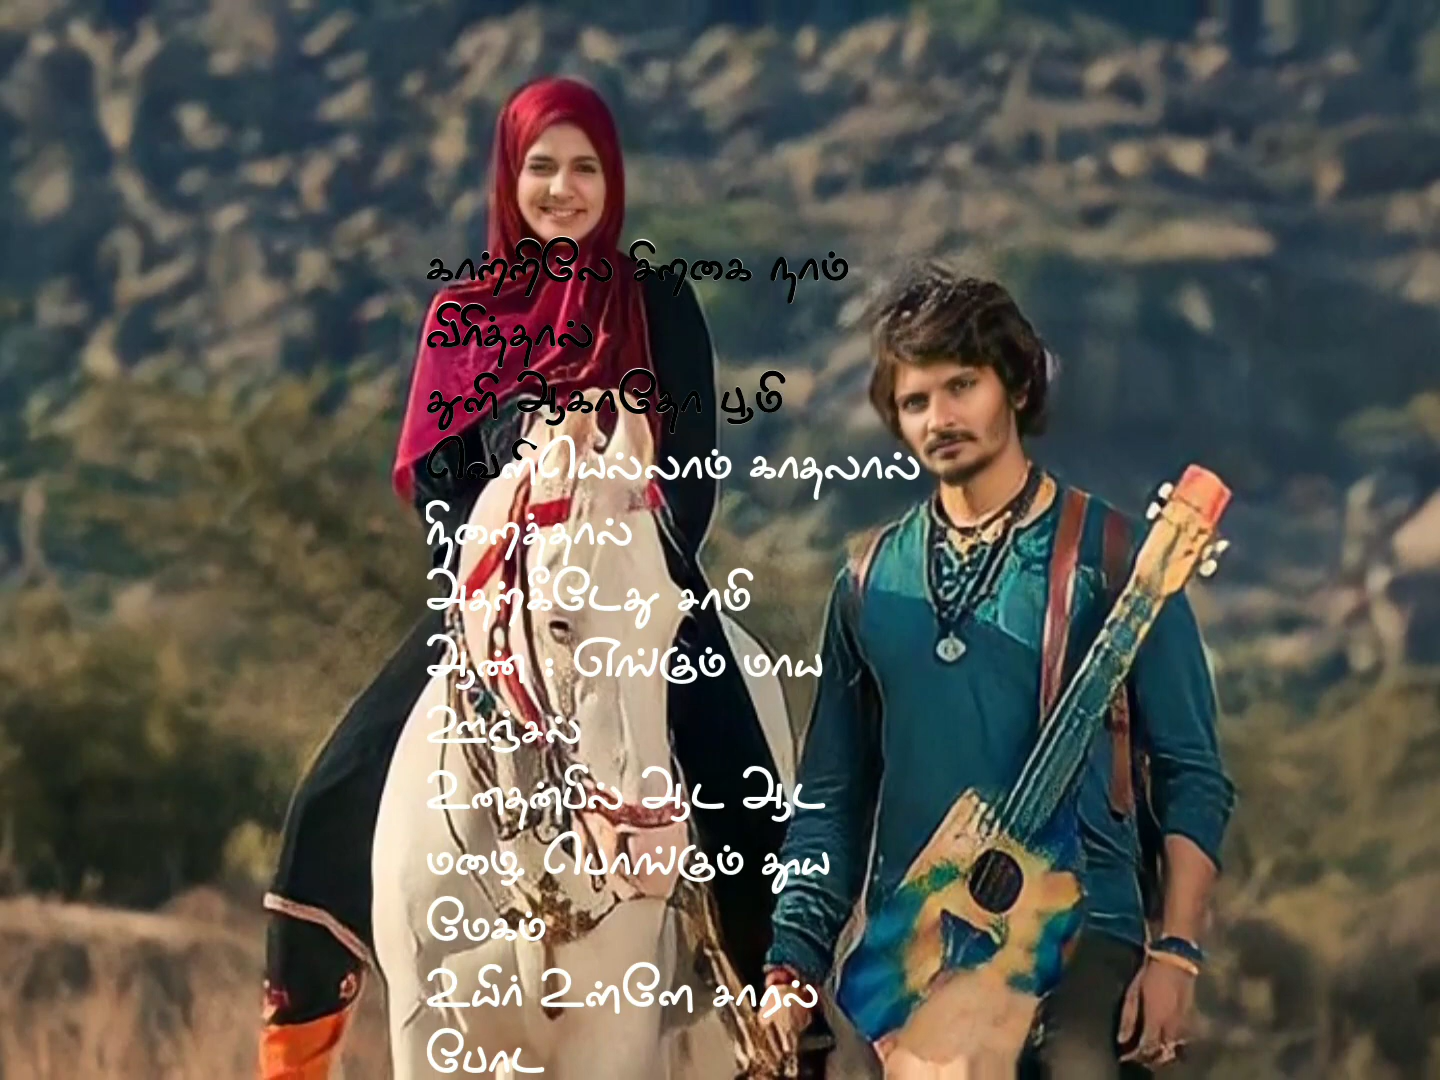 காற்றிலே சிறகை நாம்
விரித்தால்
துளி ஆகாதோ பூமி
வெளியெல்லாம் காதலால்
நிறைத்தால்
அதற்கீடேது சாமி
ஆண் : எங்கும் மாய
ஊஞ்சல்
உனதன்பில் ஆட ஆட
மழை பொங்கும் தூய
மேகம்
உயிர் உள்ளே சாரல்
போட